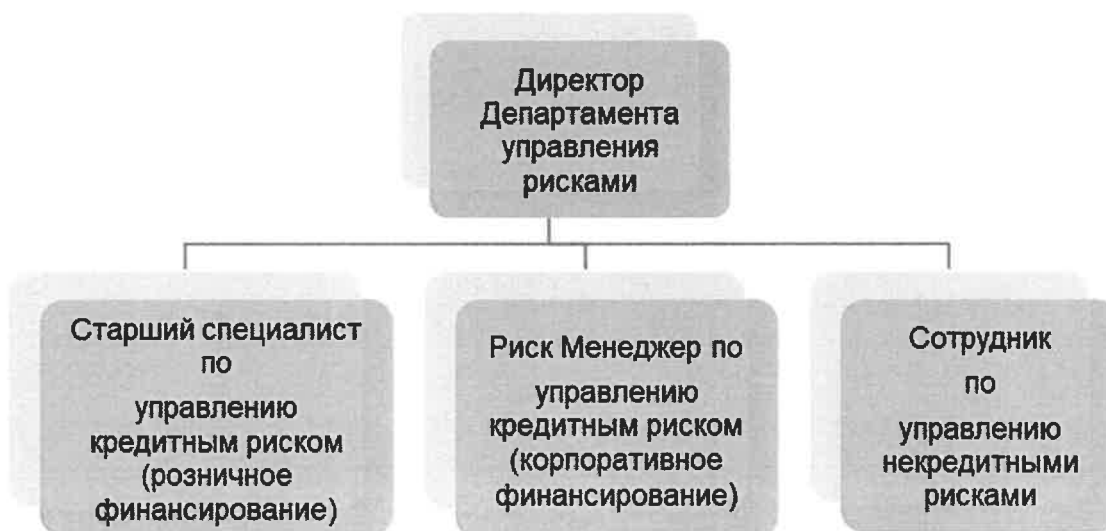 Директор
Департамента
управления
рисками
Старший специалист
по
управлению
кредитным риском
(розничное
финансирование)
Риск Менеджер по
управлению
кредитным риском
(корпоративное
финансирование)
Сотрудник
по
управлению
некредитными
рисками